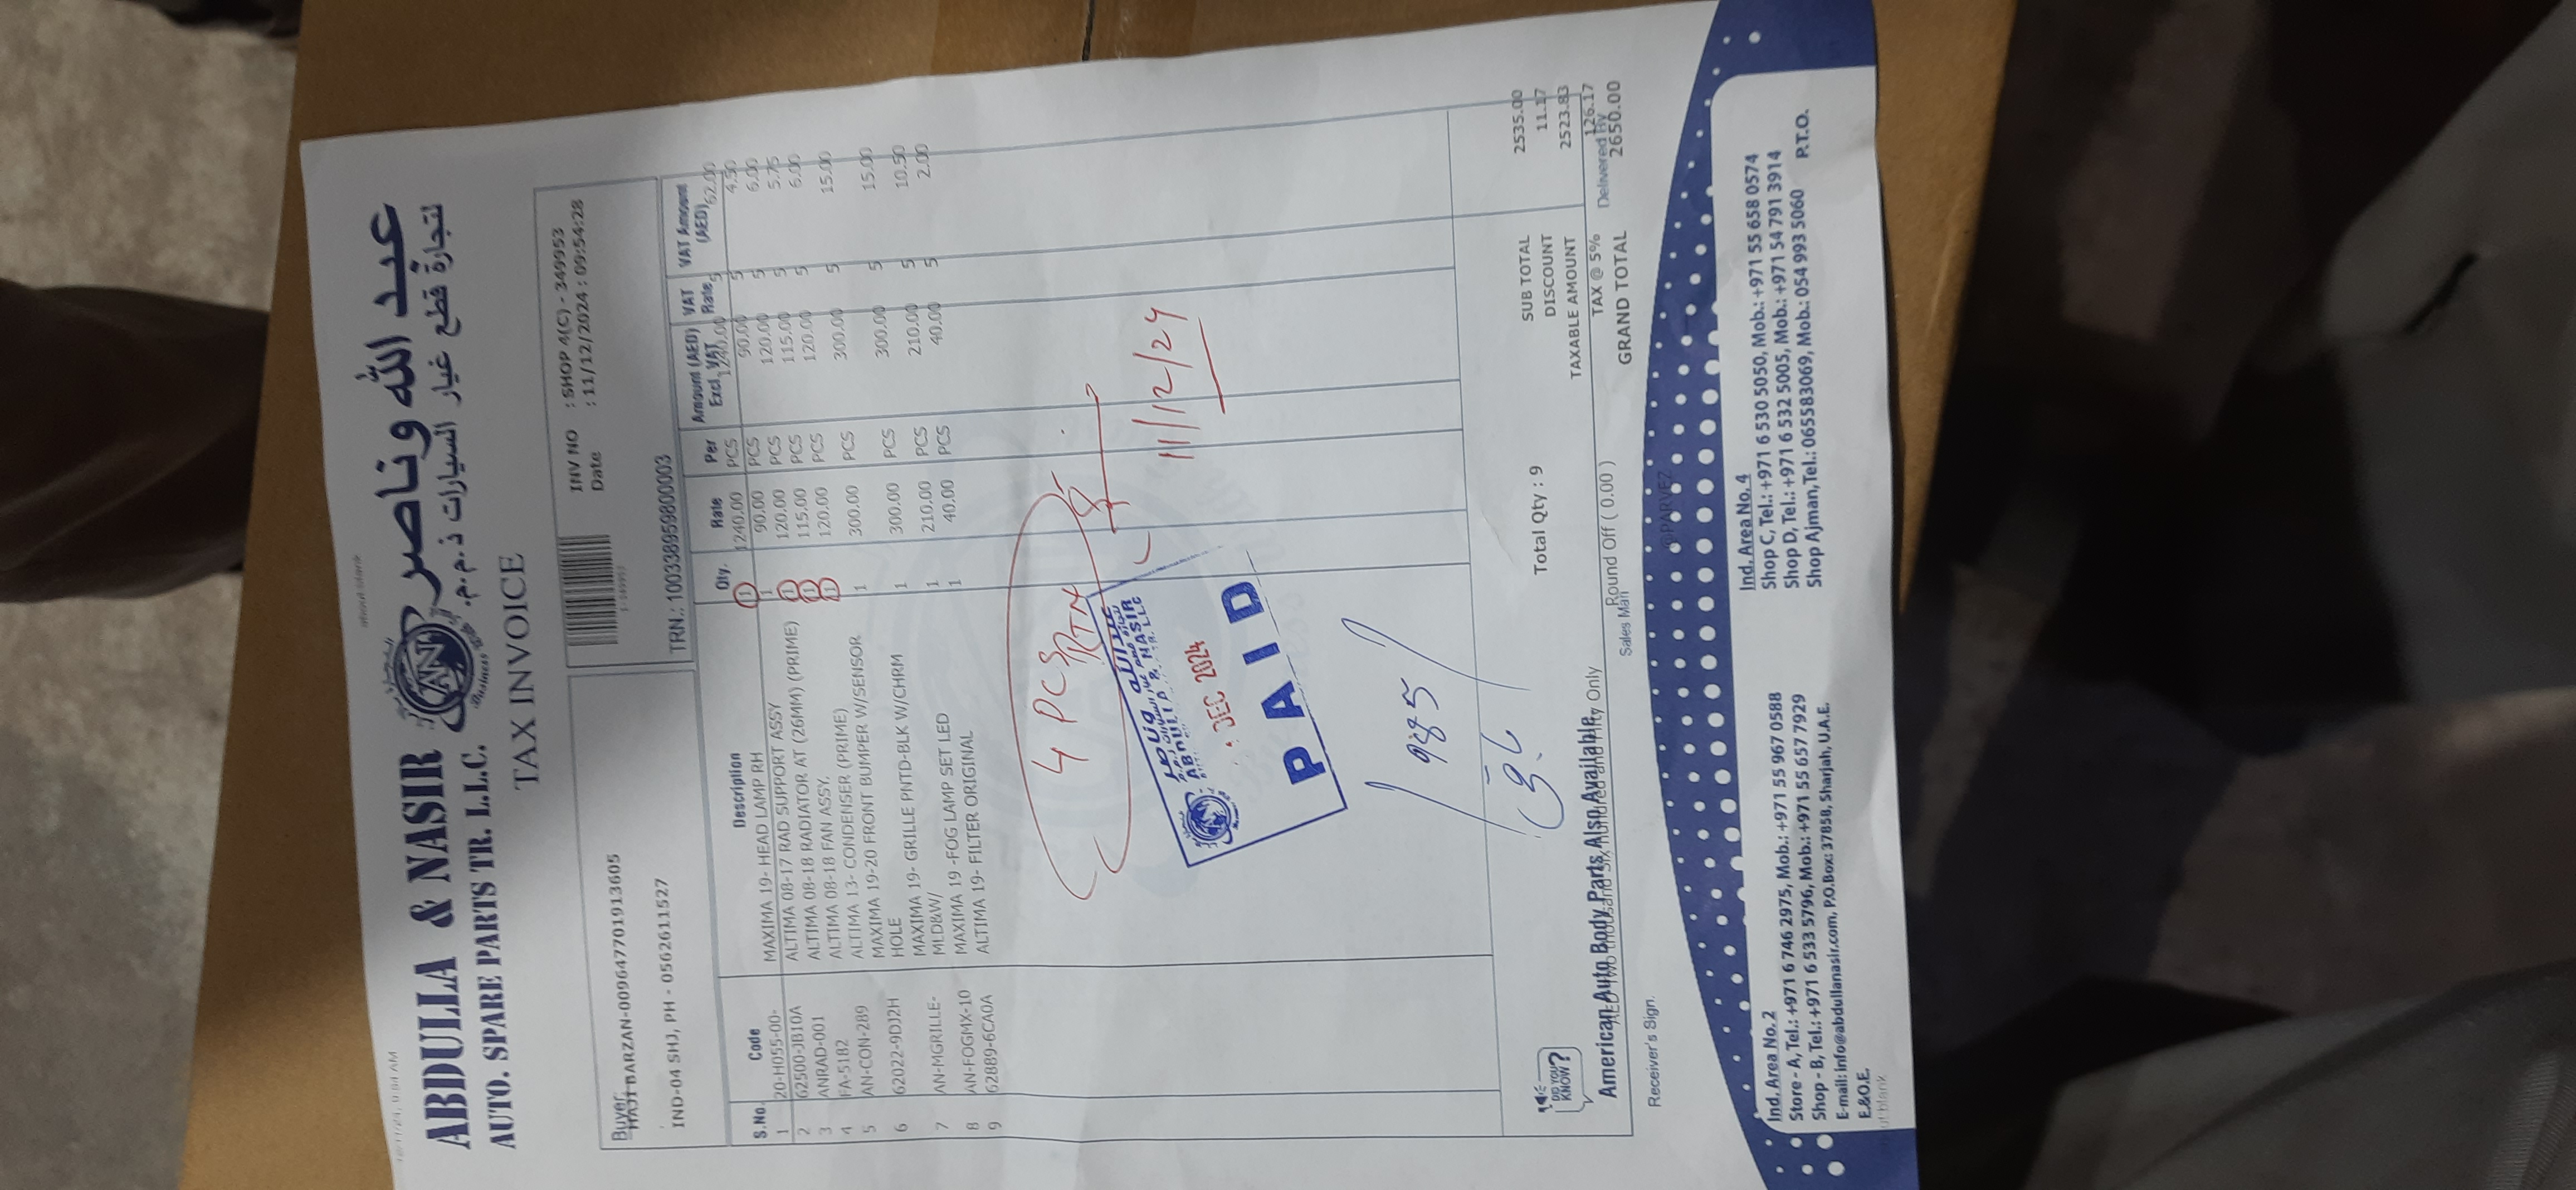 ABDULLA & NASIR
AUTO. SPARE PARTS TR. L.L.C.
عبد الله وناصر
لتجارة قطع غيار السيارات ذ.م.م.
AN
Business
TAX INVOICE
INV NO : SHOP 4(C) - 349953
Date : 11/12/2024 : 09:54:28
Buyer
HAJI BARZAN-009647701913605
IND-04 SHJ, PH - 0562611527
TRN.: 100338959800003
S.No. Code Description Qty. Rate Per Amount (AED) Excl. VAT VAT Rate VAT Amount (AED)
1 20-H055-00- MAXIMA 19- HEAD LAMP RH 1 1240.00 PCS 1240.00 5 62.00
2 62500-JB10A ALTIMA 08-17 RAD SUPPORT ASSY 1 90.00 PCS 90.00 5 4.50
3 ANRAD-001 ALTIMA 08-18 RADIATOR AT (26MM) (PRIME) 1 120.00 PCS 120.00 5 6.00
4 FA-5182 ALTIMA 08-18 FAN ASSY. 1 115.00 PCS 115.00 5 5.75
5 AN-CON-289 ALTIMA 13- CONDENSER (PRIME) 1 120.00 PCS 120.00 5 6.00
6 62022-9DJ2H MAXIMA 19-20 FRONT BUMPER W/SENSOR 1 300.00 PCS 300.00 5 15.00
HOLE
7 AN-MGRILLE- MAXIMA 19- GRILLE PNTD-BLK W/CHRM 1 300.00 PCS 300.00 5 15.00
MLD&W/
8 AN-FOGMX-10 MAXIMA 19 -FOG LAMP SET LED 1 210.00 PCS 210.00 5 10.50
9 62889-6CA0A ALTIMA 19- FILTER ORIGINAL 1 40.00 PCS 40.00 5 2.00
4 PCS RTN
11/12/24
DEC 2024
PAID
985
Total Qty : 9
SUB TOTAL 2535.00
DISCOUNT 11.17
TAXABLE AMOUNT 2523.83
TAX @ 5% 126.17
GRAND TOTAL 2650.00
DID YOU KNOW?
American Auto Body Parts Also Available
AED Two thousand Six Hundred and Fifty Only
Round Off ( 0.00 )
Receiver's Sign.
Sales Man
Delivered By
@PARVEZ
Ind. Area No. 2
Store - A, Tel.: +971 6 746 2975, Mob.: +971 55 967 0588
Shop - B, Tel.: +971 6 533 5796, Mob.: +971 55 657 7929
E-mail: info@abdullanasir.com, P.O.Box: 37858, Sharjah, U.A.E.
E.&O.E.
Ind. Area No. 4
Shop C, Tel.: +971 6 530 5050, Mob.: +971 55 658 0574
Shop D, Tel.: +971 6 532 5005, Mob.: +971 54 791 3914
Shop Ajman, Tel.: 065583069, Mob.: 054 993 5060
P.T.O.